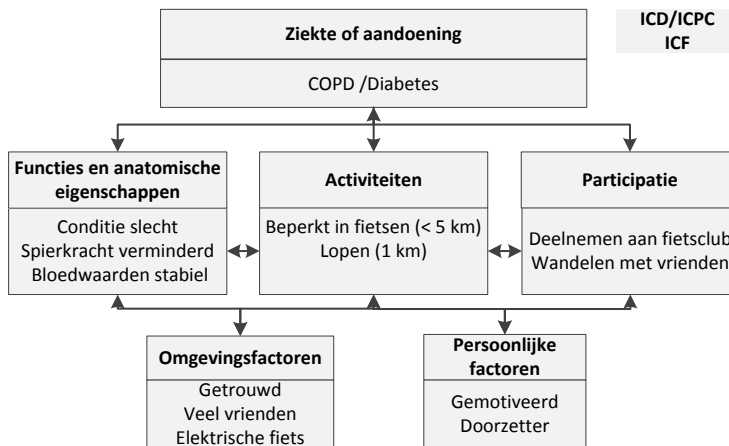 Ziekte of aandoening
ICD/ICPC
ICF
COPD /Diabetes
Functies en anatomische
eigenschappen
Conditie slecht
Spierkracht verminderd
Bloedwaarden stabiel
Activiteiten
Beperkt in fietsen (< 5 km)
Lopen (1 km)
Participatie
Deelnemen aan fietsclub
Wandelen met vrienden
Omgevingsfactoren
Getrouwd
Veel vrienden
Elektrische fiets
Persoonlijke
factoren
Gemotiveerd
Doorzetter